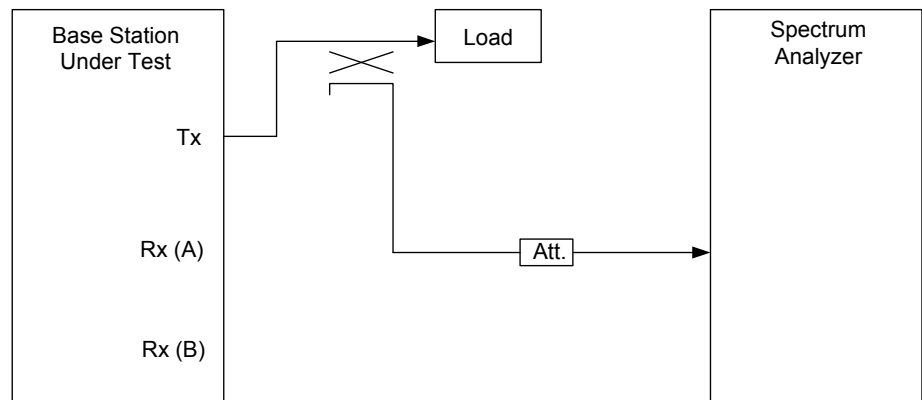 Base Station
Under Test
Load
Spectrum
Analyzer
Tx
Rx (A)
Att.
Rx (B)